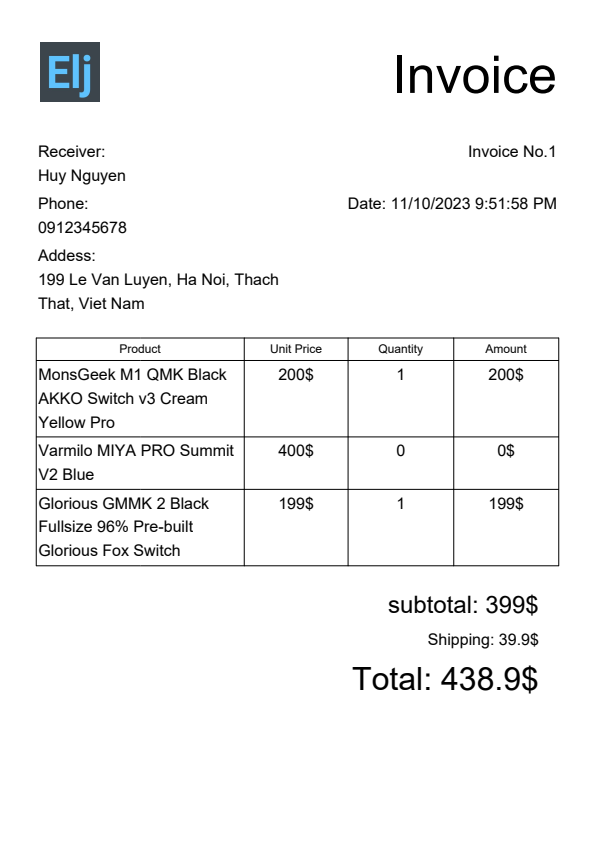 Elj
Invoice
Receiver:
Huy Nguyen
Invoice No.1
Phone:
0912345678
Date: 11/10/2023 9:51:58 PM
Addess:
199 Le Van Luyen, Ha Noi, Thach
That, Viet Nam
Product Unit Price Quantity Amount
MonsGeek M1 QMK Black 200$ 1 200$
AKKO Switch v3 Cream
Yellow Pro
Varmilo MIYA PRO Summit 400$ 0 0$
V2 Blue
Glorious GMMK 2 Black 199$ 1 199$
Fullsize 96% Pre-built
Glorious Fox Switch
subtotal: 399$
Shipping: 39.9$
Total: 438.9$